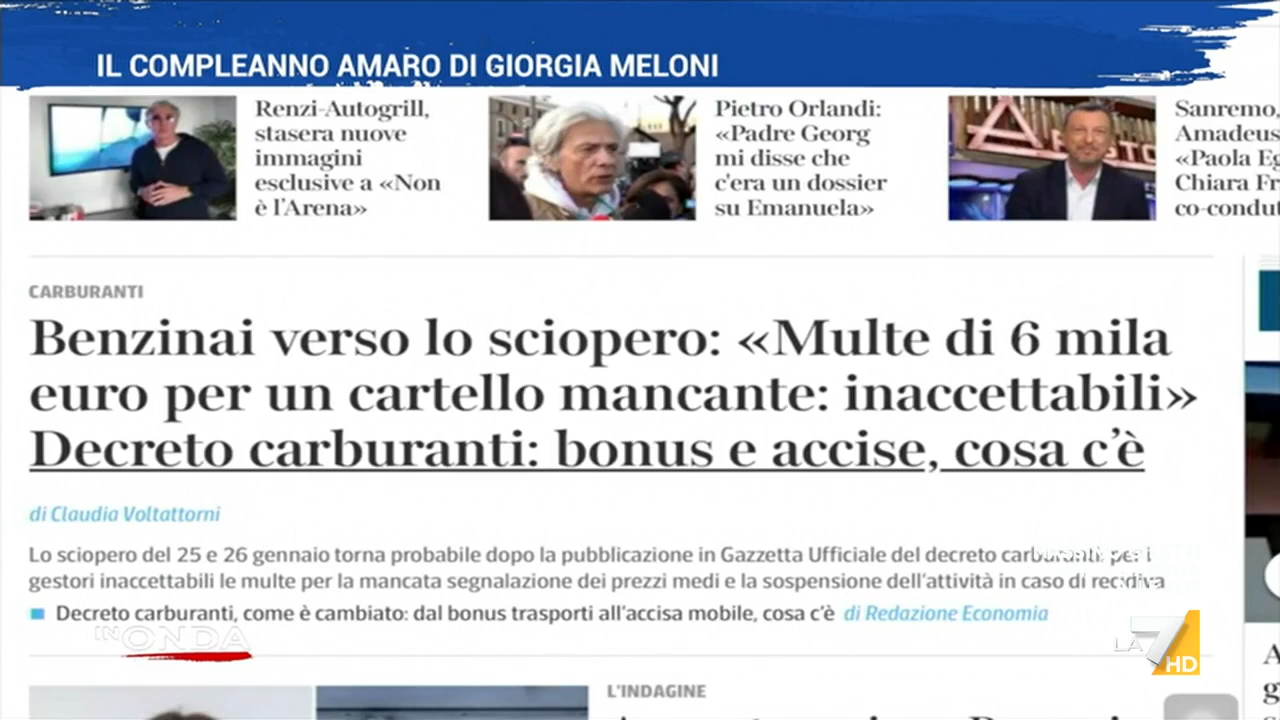 IL COMPLEANNO AMARO DI GIORGIA MELONI
Renzi-Autogrill,
stasera nuove
immagini
esclusive a «Non
è l'Arena»
Pietro Orlandi:
«Padre Georg
mi disse che
c'era un dossier
su Emanuela»
Sanremo,
Amadeus
«Paola Eg
Chiara Fr
co-condut
CARBURANTI
Benzinai verso lo sciopero: «Multe di 6 mila
euro per un cartello mancante: inaccettabili»
Decreto carburanti: bonus e accise, cosa c'è
di Claudia Voltattorni
Lo sciopero del 25 e 26 gennaio torna probabile dopo la pubblicazione in Gazzetta Ufficiale del decreto carburanti: per i
gestori inaccettabili le multe per la mancata segnalazione dei prezzi medi e la sospensione dell'attività in caso di recidiva
Decreto carburanti, come è cambiato: dal bonus trasporti all'accisa mobile, cosa c'è di Redazione Economia
IN ONDA
LA 7 HD
L'INDAGINE